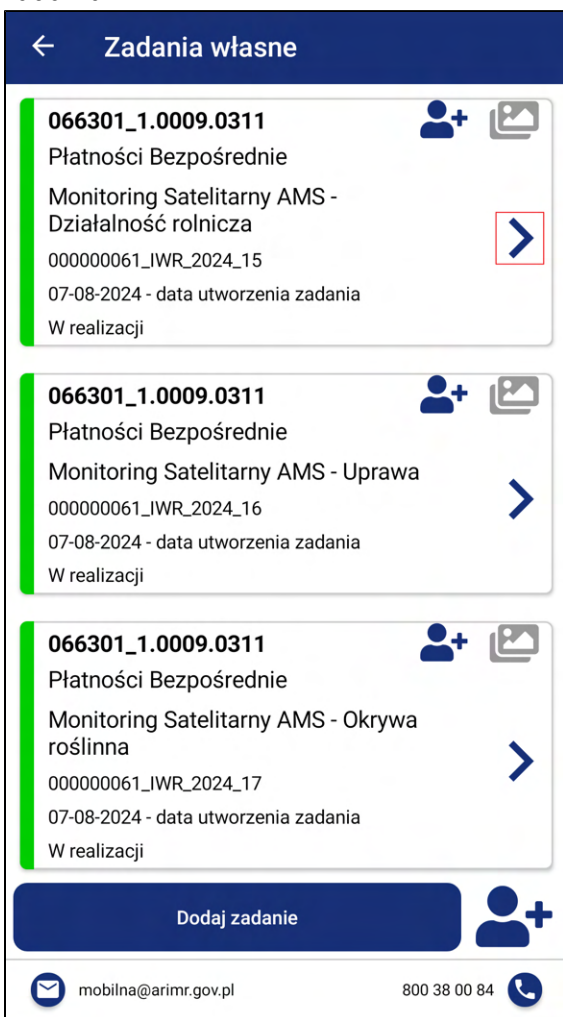 Zadania własne
066301_1.0009.0311
Płatności Bezpośrednie
Monitoring Satelitarny AMS -
Działalność rolnicza
000000061_IWR_2024_15
07-08-2024 - data utworzenia zadania
W realizacji
066301_1.0009.0311
Płatności Bezpośrednie
Monitoring Satelitarny AMS - Uprawa
000000061_IWR_2024_16
07-08-2024 - data utworzenia zadania
W realizacji
066301_1.0009.0311
Płatności Bezpośrednie
Monitoring Satelitarny AMS - Okrywa
roślinna
000000061_IWR_2024_17
07-08-2024 - data utworzenia zadania
W realizacji
Dodaj zadanie
mobilna@arimr.gov.pl 800 38 00 84